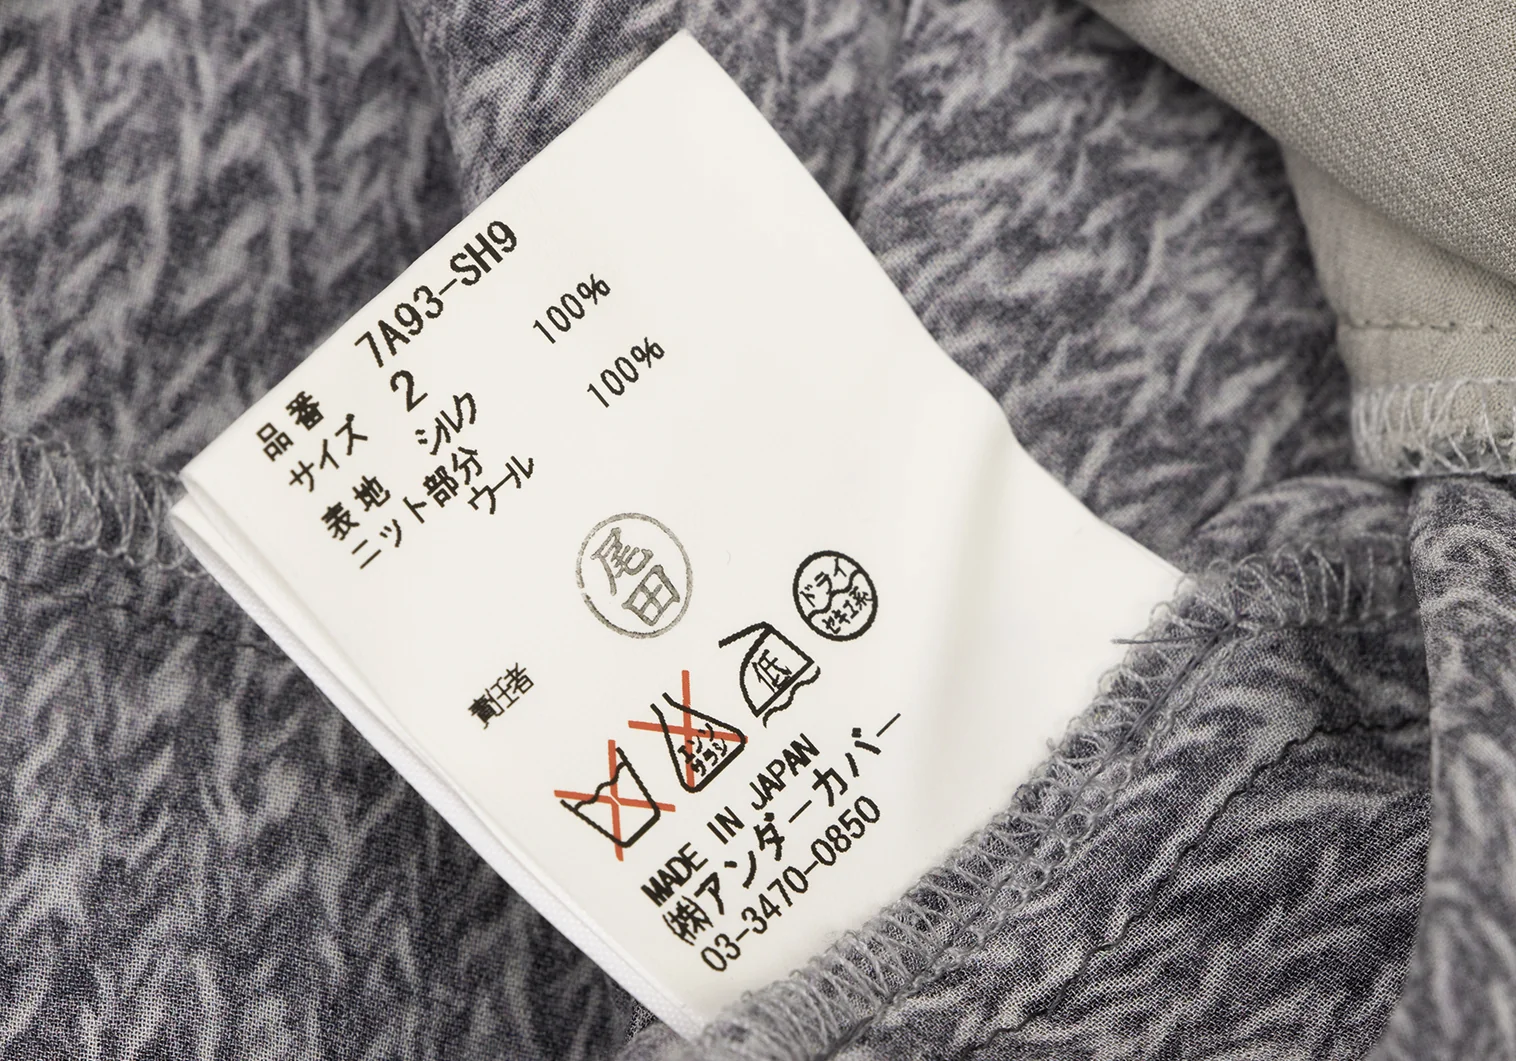 品番 7A93-SH9
サイズ 2
表地 シルク 100%
ニット部分
ウール 100%
責任者 尾田
エンソ
サラシ
低
ドライ
セキユ系
MADE IN JAPAN
㈱アンダーカバー
03-3470-0850